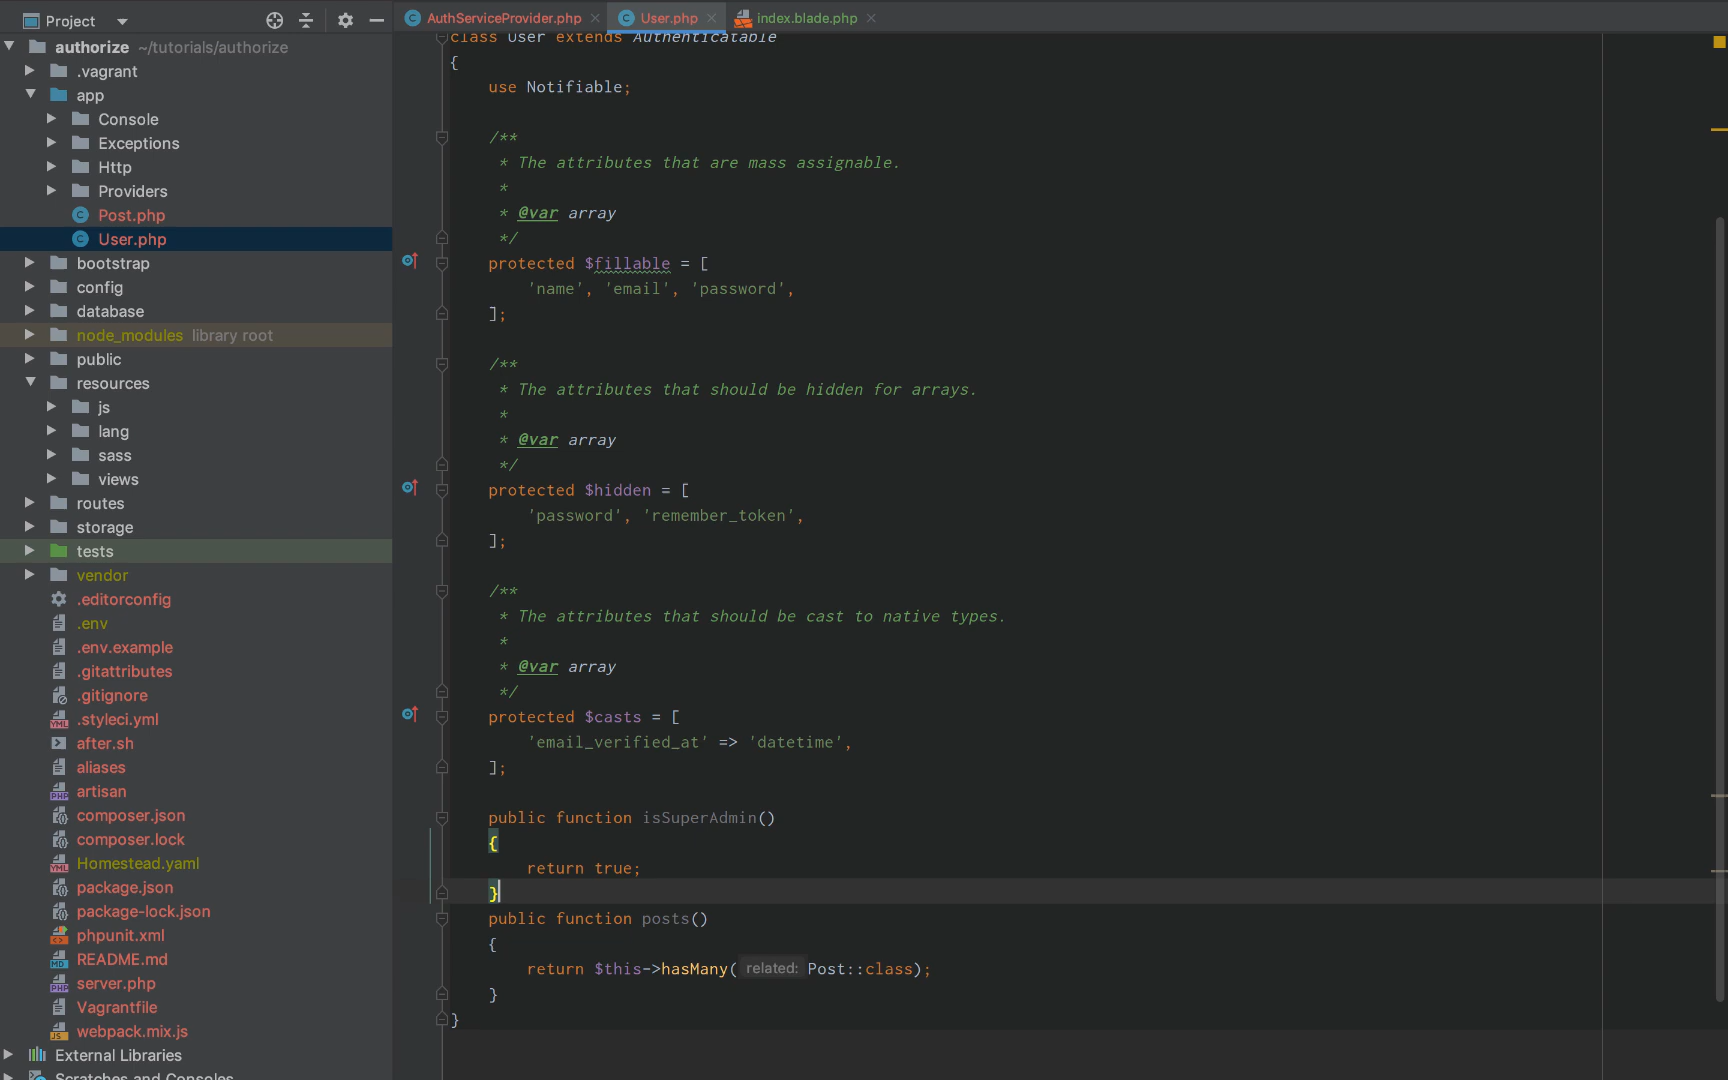 Project
AuthServiceProvider.php
User.php
index.blade.php
authorize ~/tutorials/authorize
.vagrant
app
Console
Exceptions
Http
Providers
Post.php
User.php
bootstrap
config
database
node_modules library root
public
resources
js
lang
sass
views
routes
storage
tests
vendor
.editorconfig
.env
.env.example
.gitattributes
.gitignore
.styleci.yml
after.sh
aliases
artisan
composer.json
composer.lock
Homestead.yaml
package.json
package-lock.json
phpunit.xml
README.md
server.php
Vagrantfile
webpack.mix.js
External Libraries
Scratches and Consoles
class User extends Authenticatable
{
use Notifiable;
/**
* The attributes that are mass assignable.
*
* @var array
*/
protected $fillable = [
'name', 'email', 'password',
];
/**
* The attributes that should be hidden for arrays.
*
* @var array
*/
protected $hidden = [
'password', 'remember_token',
];
/**
* The attributes that should be cast to native types.
*
* @var array
*/
protected $casts = [
'email_verified_at' => 'datetime',
];
public function isSuperAdmin()
{
return true;
}
public function posts()
{
return $this->hasMany( related: Post::class);
}
}